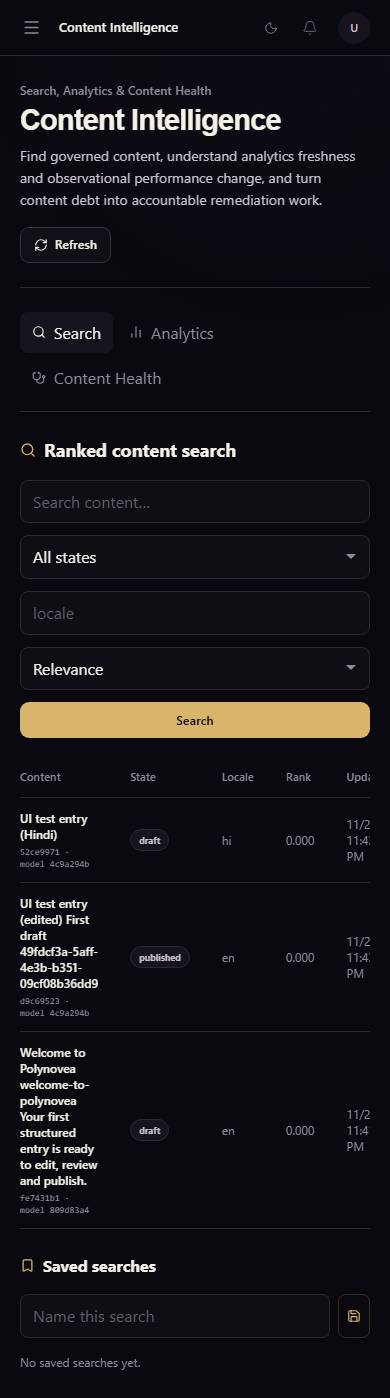 Content Intelligence
U
Search, Analytics & Content Health
Content Intelligence
Find governed content, understand analytics freshness
and observational performance change, and turn
content debt into accountable remediation work.
Refresh
Search
Analytics
Content Health
Ranked content search
Search content...
All states
locale
Relevance
Search
Content State Locale Rank
UI test entry
(Hindi)
52ce9971 ·
model 4c9a294b
draft
hi
0.000
PM
UI test entry
(edited) First
draft
49fdcf3a-5aff-
4e3b-b351-
09cf08b36dd9
d9c69523 ·
model 4c9a294b
published
en
0.000
PM
Welcome to
Polynovea
welcome-to-
polynovea
Your first
structured
entry is ready
to edit, review
and publish.
fe7431b1 ·
model 809d83a4
draft
en
0.000
PM
Saved searches
Name this search
No saved searches yet.